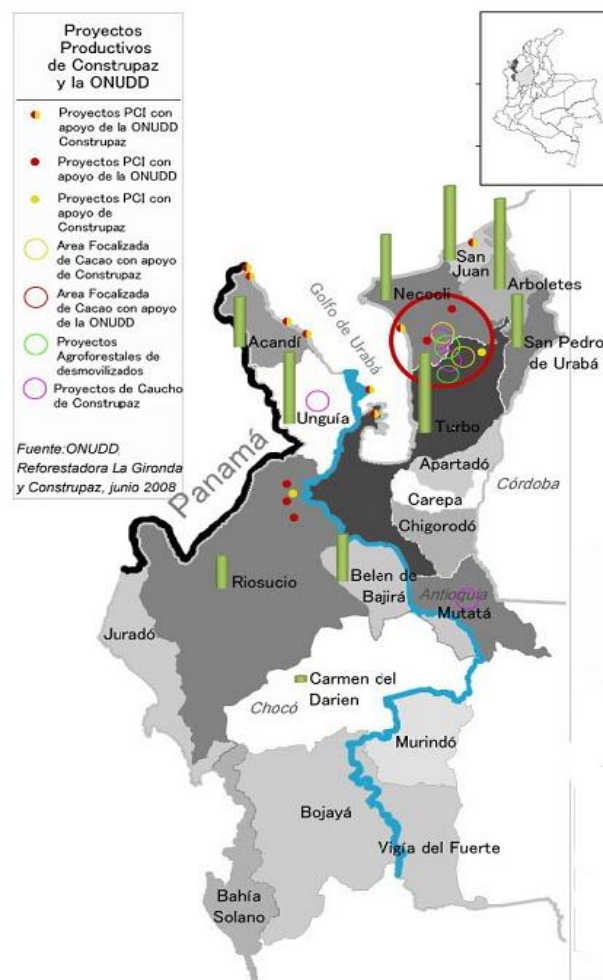 Proyectos
Productivos
de Construpaz
y la ONUDD
Proyectos PCI con
apoyo de la ONUDD
Construpaz
Proyectos PCI con
apoyo de la ONUDD
Proyectos PCI con
apoyo de
Construpaz
Area Focalizada
de Cacao con apoyo
de Construpaz
Area Focalizada
de Cacao con apoyo
de la ONUDD
Proyectos
Agroforestales de
desmovilizados
Proyectos de Caucho
de Construpaz
Fuente:ONUDD,
Reforestadora La Gironda
y Construpaz, junio 2008
San
Juan
Arboletes
Necocli
Golfo de Urabá
Acandí
San Pedro
de Urabá
Unguía
Turbo
Panamá
Apartadó
Córdoba
Carepa
Chigorodó
Riosucio
Belen de
Bajirá
Antioquia
Mutatá
Juradó
Carmen del
Darien
Chocó
Murindó
Bojayá
Vigía del Fuerte
Bahía
Solano